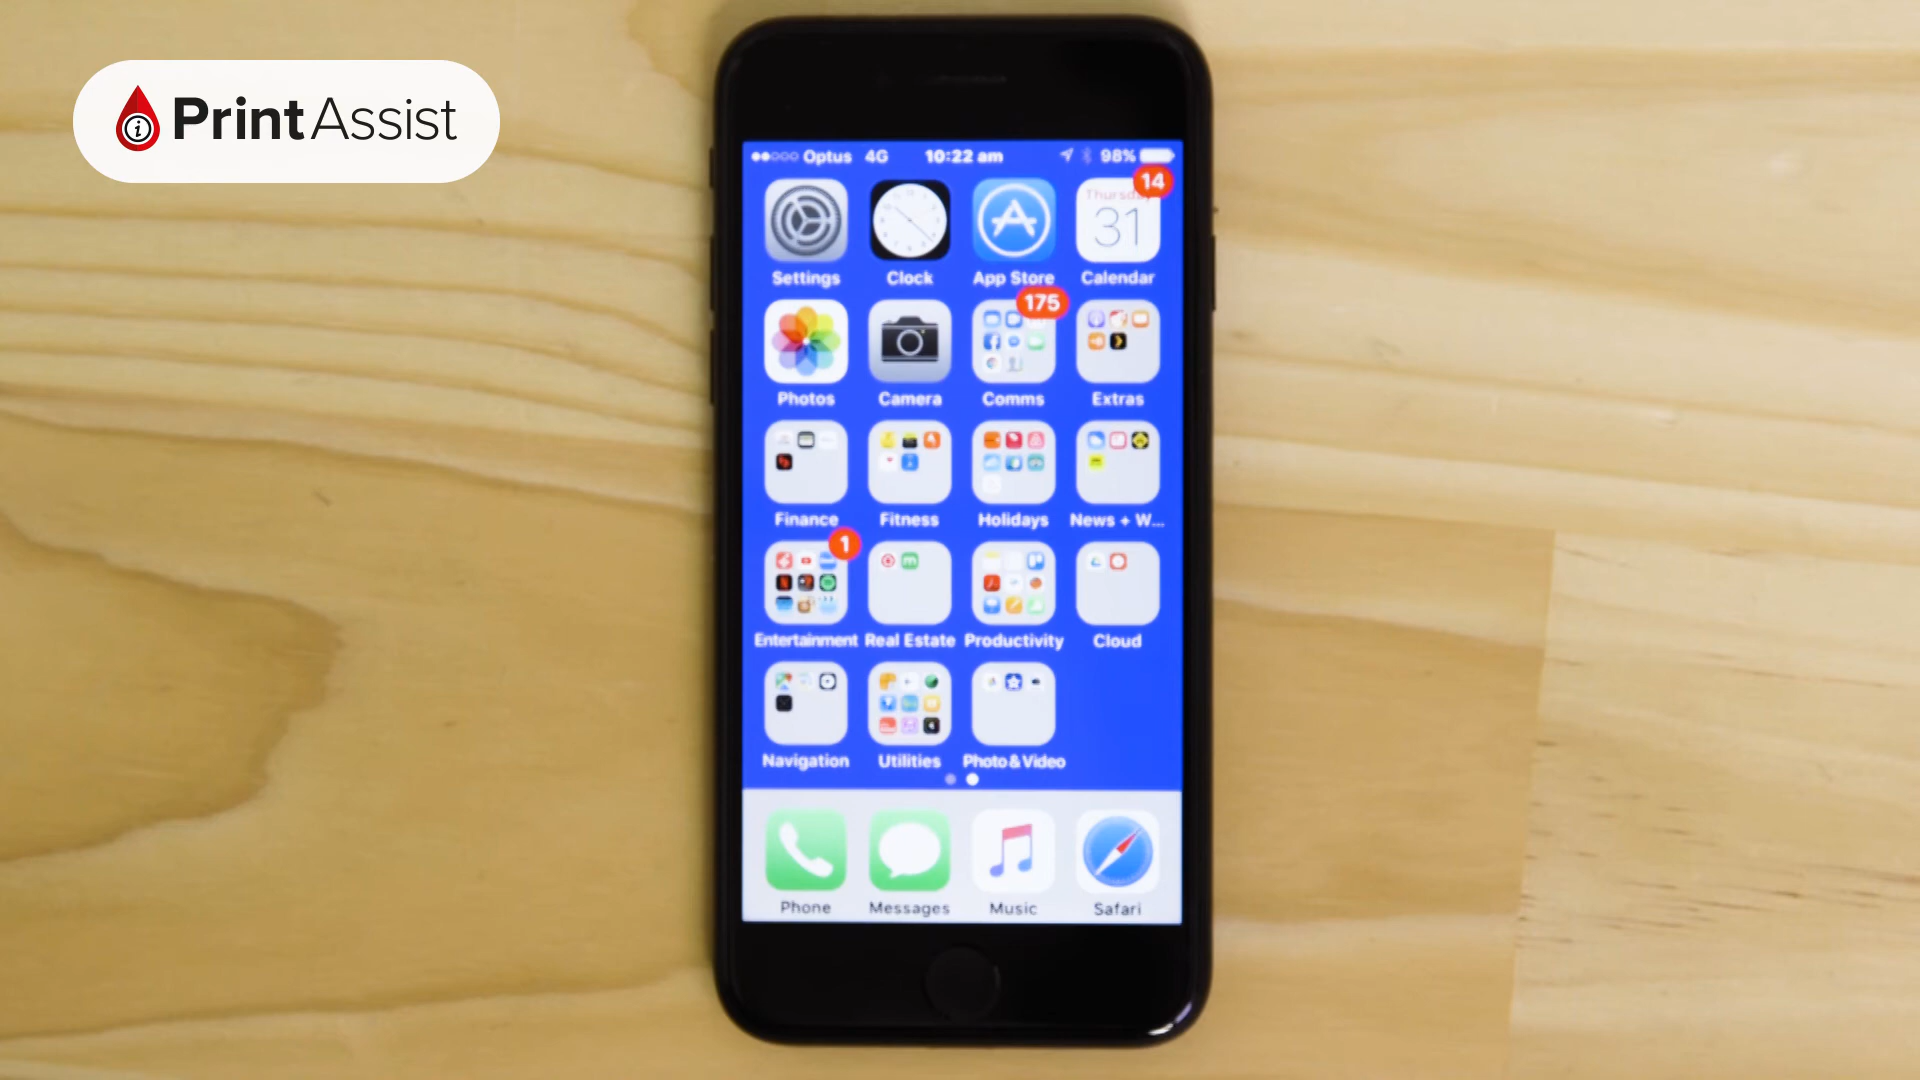 Print Assist
Optus 4G 10:22 am 98%
14
Thursday
31
Settings Clock App Store Calendar
175
Photos Camera Comms Extras
Finance Fitness Holidays News + W...
1
Entertainment Real Estate Productivity Cloud
Navigation Utilities Photo & Video
Phone Messages Music Safari